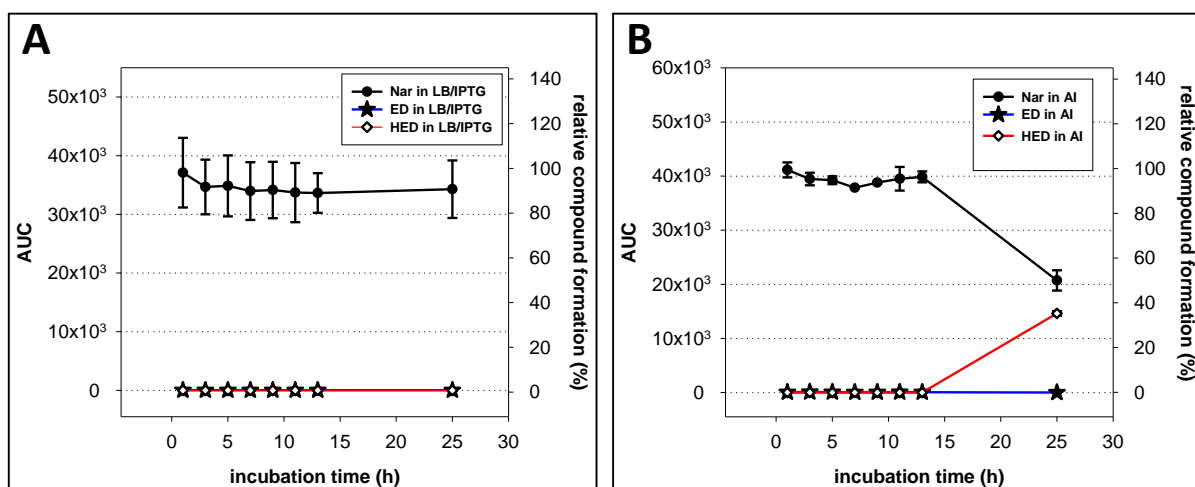 A
50x10³
40x10³
30x10³
20x10³
10x10³
0
AUC
140
120
100
80
60
40
20
0
relative compound formation (%)
Nar in LB/IPTG
ED in LB/IPTG
HED in LB/IPTG
0 5 10 15 20 25 30
incubation time (h)
B
60x10³
50x10³
40x10³
30x10³
20x10³
10x10³
0
AUC
140
120
100
80
60
40
20
0
relative compound formation (%)
Nar in AI
ED in AI
HED in AI
0 5 10 15 20 25 30
incubation time (h)